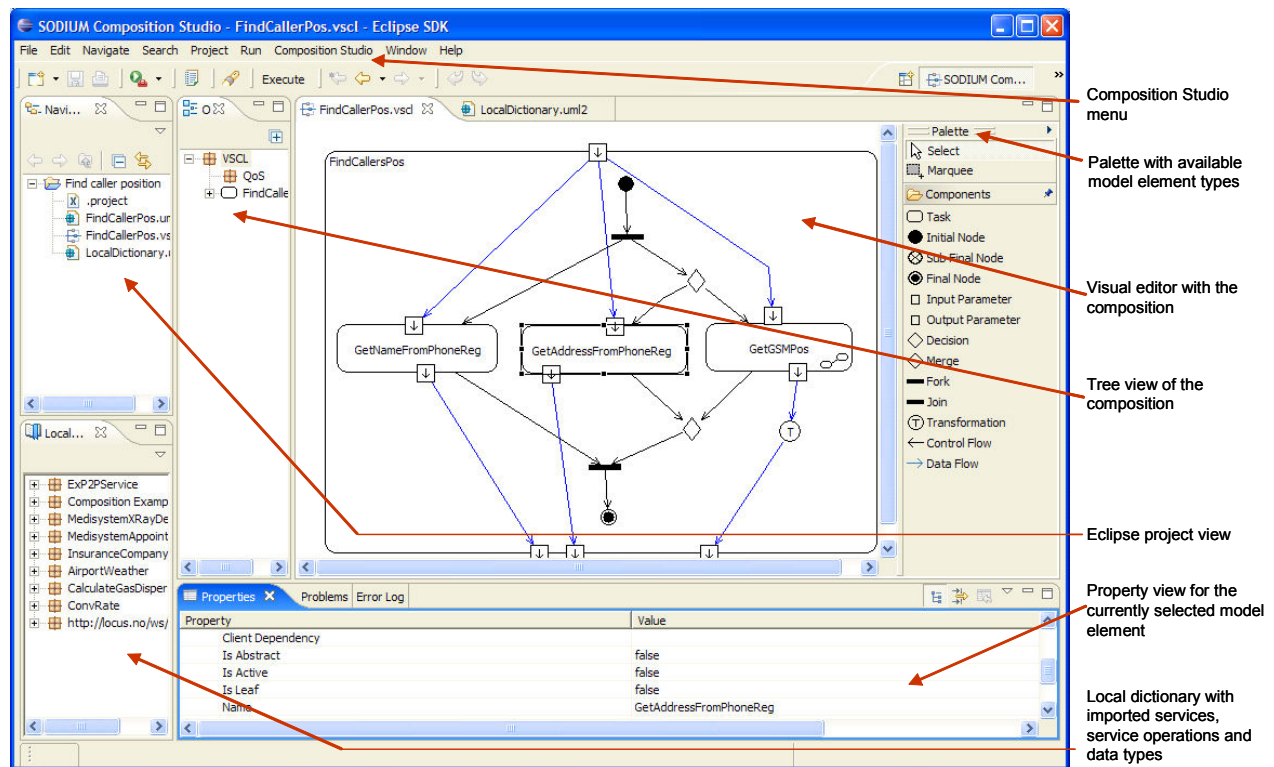 SODIUM Composition Studio - FindCallerPos.vscl - Eclipse SDK
File Edit Navigate Search Project Run Composition Studio Window Help
Execute
SODIUM Com...
»
Navi...
Find caller position
.project
FindCallerPos.ur
FindCallerPos.vs
LocalDictionary.u
O
VSCL
QoS
FindCalle
FindCallerPos.vscl
LocalDictionary.uml2
FindCallersPos
GetNameFromPhoneReg
GetAddressFromPhoneReg
GetGSMPos
T
Palette
Select
Marquee
Components
Task
Initial Node
Sub Final Node
Final Node
Input Parameter
Output Parameter
Decision
Merge
Fork
Join
T Transformation
Control Flow
Data Flow
Local...
ExP2PService
Composition Examp
MedisystemXRayDe
MedisystemAppoint
InsuranceCompany
AirportWeather
CalculateGasDisper
ConvRate
http://locus.no/ws/
Properties
Problems
Error Log
Property Value
Client Dependency
Is Abstract false
Is Active false
Is Leaf false
Name GetAddressFromPhoneReg
Composition Studio
menu
Palette with available
model element types
Visual editor with the
composition
Tree view of the
composition
Eclipse project view
Property view for the
currently selected model
element
Local dictionary with
imported services,
service operations and
data types